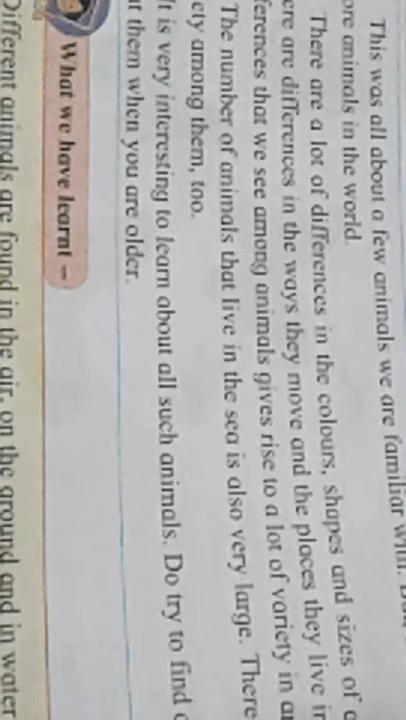 This was all about a few animals we are familiar with.
ore animals in the world.
There are a lot of differences in the colours, shapes and sizes of
ere are differences in the ways they move and the places they live
ferences that we see among animals gives rise to a lot of variety in
The number of animals that live in the sea is also very large. There
ety among them, too.
It is very interesting to learn about all such animals. Do try to find
t them when you are older.
What we have learnt –
Different animals are found in the air, on the ground and in water